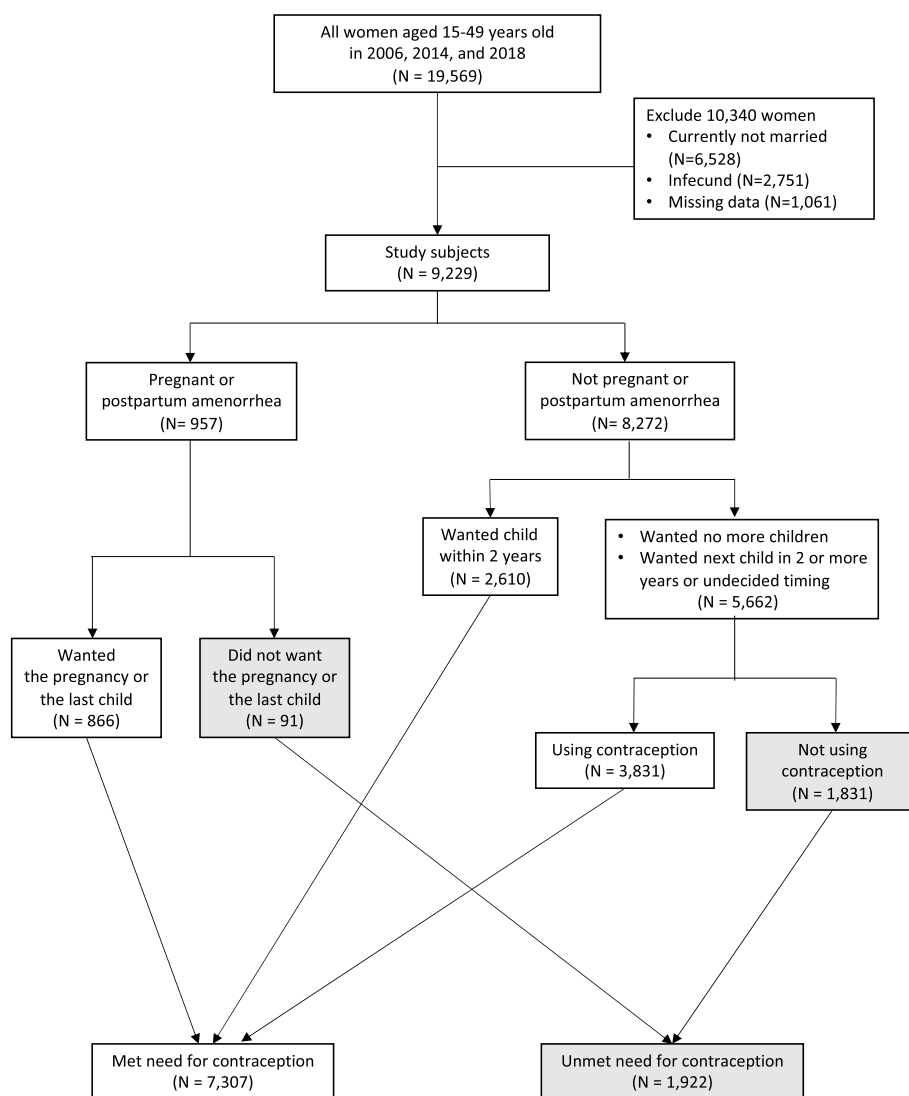 All women aged 15-49 years old
in 2006, 2014, and 2018
(N = 19,569)
Exclude 10,340 women
• Currently not married
(N=6,528)
• Infecund (N=2,751)
• Missing data (N=1,061)
Study subjects
(N = 9,229)
Pregnant or
postpartum amenorrhea
(N= 957)
Not pregnant or
postpartum amenorrhea
(N= 8,272)
Wanted child
within 2 years
(N = 2,610)
• Wanted no more children
• Wanted next child in 2 or more
years or undecided timing
(N = 5,662)
Wanted
the pregnancy or
the last child
(N = 866)
Did not want
the pregnancy or
the last child
(N = 91)
Using contraception
(N = 3,831)
Not using
contraception
(N = 1,831)
Met need for contraception
(N = 7,307)
Unmet need for contraception
(N = 1,922)